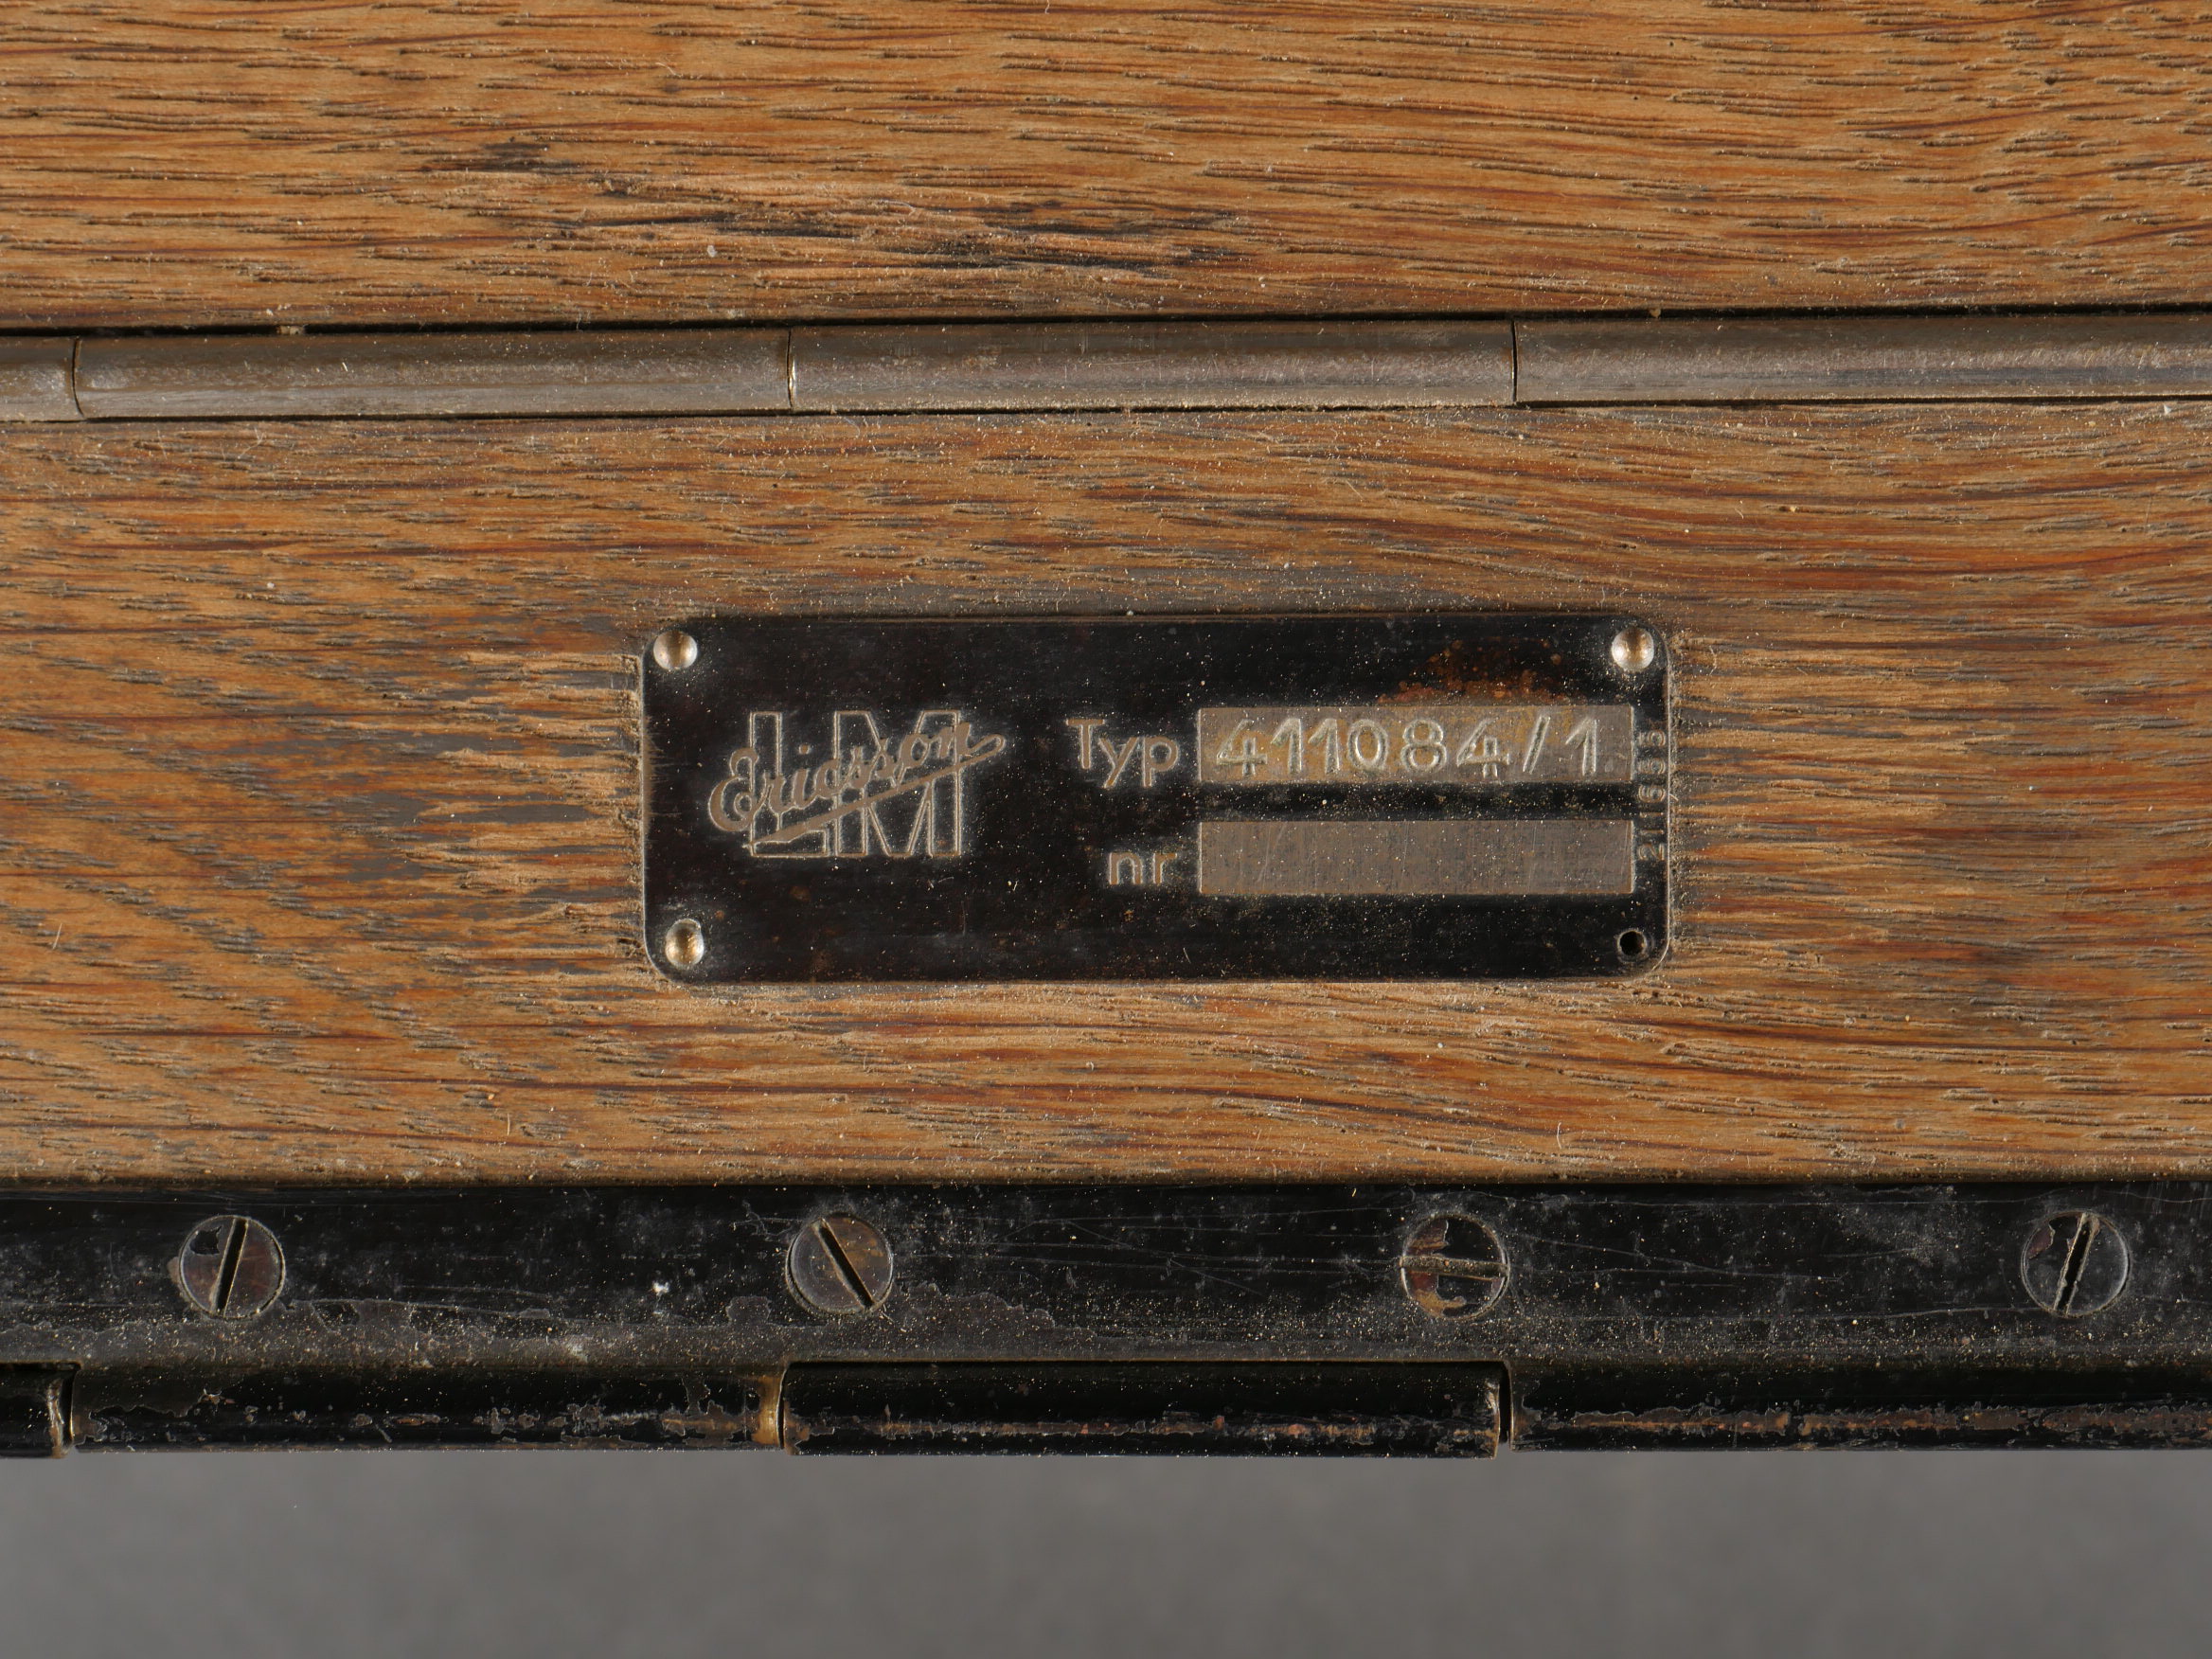 LM Ericsson
Typ 411084/1
nr